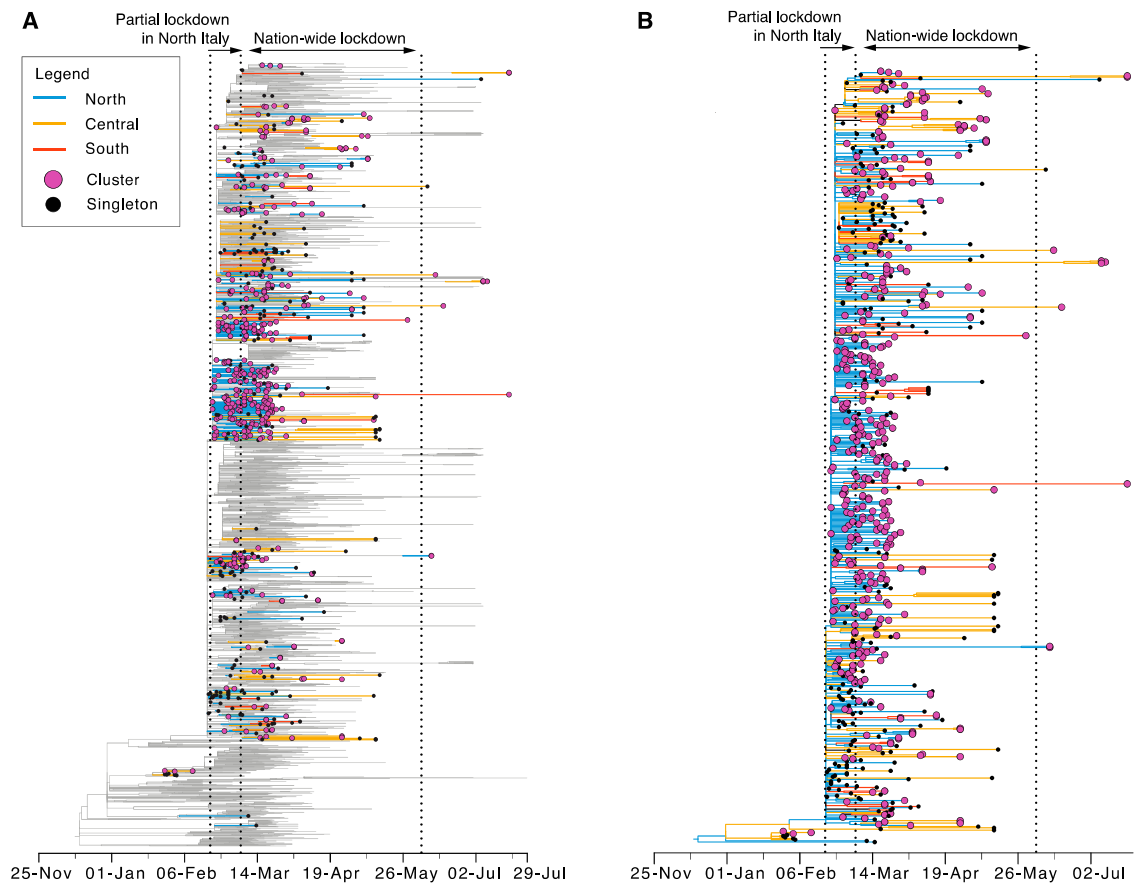 A
Partial lockdown
in North Italy
Nation-wide lockdown
Legend
North
Central
South
Cluster
Singleton
25-Nov 01-Jan 06-Feb 14-Mar 19-Apr 26-May 02-Jul 29-Jul
B
Partial lockdown
in North Italy
Nation-wide lockdown
25-Nov 01-Jan 06-Feb 14-Mar 19-Apr 26-May 02-Jul